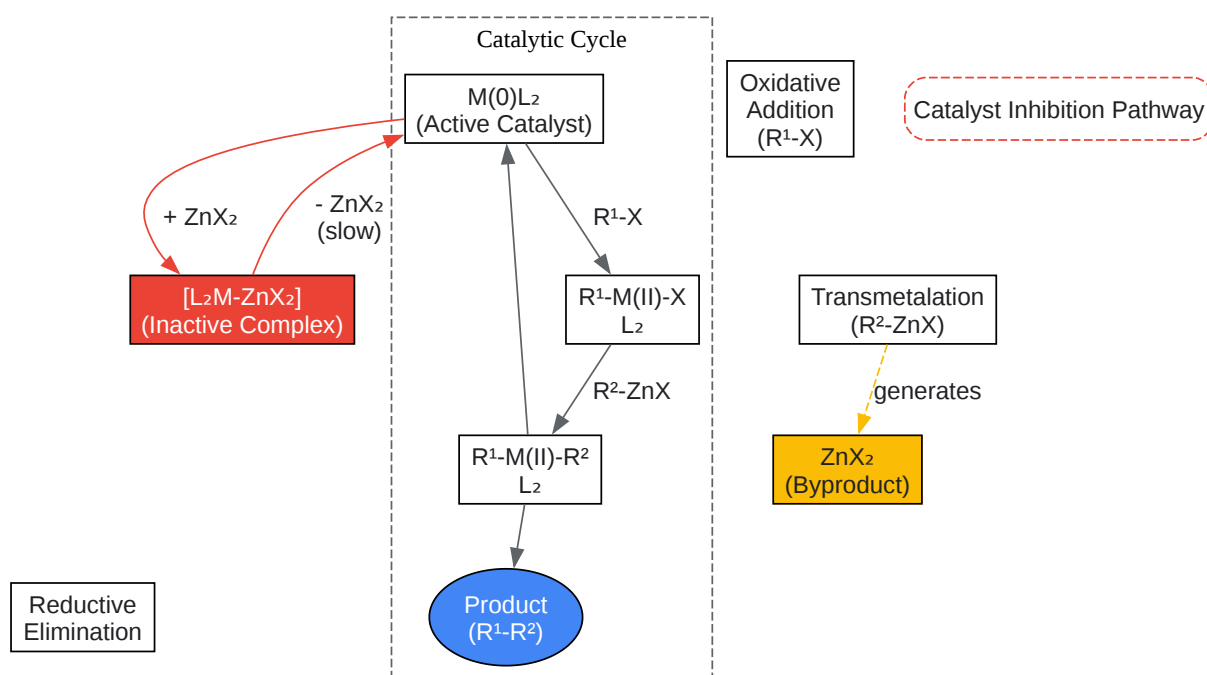 Catalytic Cycle
M(0)L₂
(Active Catalyst)
Oxidative
Addition
(R¹-X)
Catalyst Inhibition Pathway
+ ZnX₂
- ZnX₂
(slow)
R¹-X
[L₂M-ZnX₂]
(Inactive Complex)
R¹-M(II)-X
L₂
Transmetalation
(R²-ZnX)
R²-ZnX
generates
R¹-M(II)-R²
L₂
ZnX₂
(Byproduct)
Reductive
Elimination
Product
(R¹-R²)